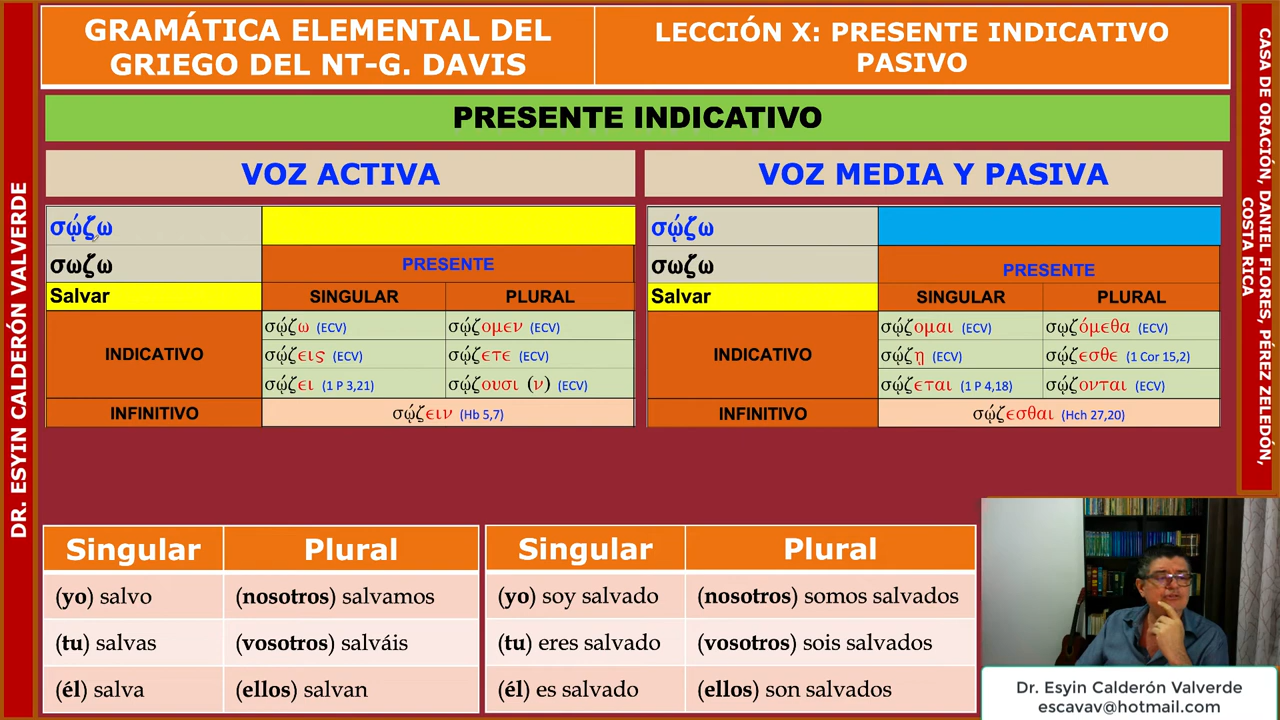 GRAMÁTICA ELEMENTAL DEL
GRIEGO DEL NT-G. DAVIS
LECCIÓN X: PRESENTE INDICATIVO
PASIVO
PRESENTE INDICATIVO
VOZ ACTIVA
σῴζω
σωζω
PRESENTE
Salvar
SINGULAR
PLURAL
INDICATIVO
σῴζω (ECV)
σῴζομεν (ECV)
σῴζεις (ECV)
σῴζετε (ECV)
σῴζει (1 P 3,21)
σῴζουσι (ν) (ECV)
INFINITIVO
σῴζειν (Hb 5,7)
VOZ MEDIA Y PASIVA
σῴζω
σωζω
PRESENTE
Salvar
SINGULAR
PLURAL
INDICATIVO
σῴζομαι (ECV)
σῳζόμεθα (ECV)
σῴζῃ (ECV)
σῴζεσθε (1 Cor 15,2)
σῴζεται (1 P 4,18)
σῴζονται (ECV)
INFINITIVO
σῴζεσθαι (Hch 27,20)
Singular
Plural
(yo) salvo
(nosotros) salvamos
(tu) salvas
(vosotros) salváis
(él) salva
(ellos) salvan
Singular
Plural
(yo) soy salvado
(nosotros) somos salvados
(tu) eres salvado
(vosotros) sois salvados
(él) es salvado
(ellos) son salvados
DR. ESYIN CALDERÓN VALVERDE
CASA DE ORACIÓN, DANIEL FLORES, PÉREZ ZELEDÓN,
COSTA RICA
Dr. Esyin Calderón Valverde
escavav@hotmail.com